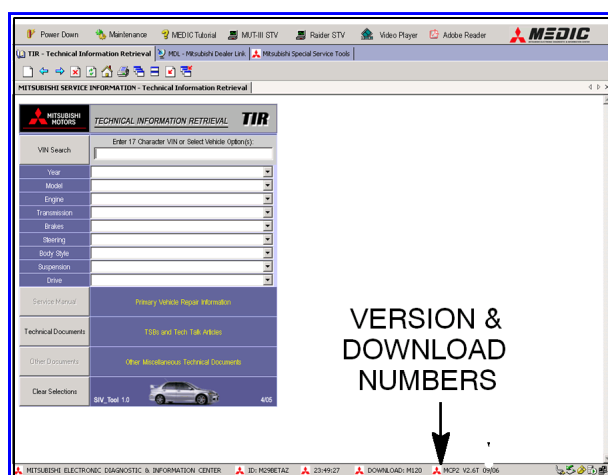 Power Down Maintenance MEDIC Tutorial MUT-III STV Raider STV Video Player Adobe Reader MEDIC
TIR - Technical Information Retrieval MDL - Mitsubishi Dealer Link Mitsubishi Special Service Tools
MITSUBISHI SERVICE INFORMATION - Technical Information Retrieval
MITSUBISHI MOTORS
TECHNICAL INFORMATION RETRIEVAL TIR
Enter 17 Character VIN or Select Vehicle Option(s):
VIN Search
Year
Model
Engine
Transmission
Brakes
Steering
Body Style
Suspension
Drive
Service Manual Primary Vehicle Repair Information
Technical Documents TSBs and Tech Talk Articles
Other Documents Other Miscellaneous Technical Documents
Clear Selections
SIV_Tool 1.0 4/05
VERSION &
DOWNLOAD
NUMBERS
MITSUBISHI ELECTRONIC DIAGNOSTIC & INFORMATION CENTER ID: M29BETAZ 23:49:27 DOWNLOAD: M120 MCP2 V2.6T 09/06